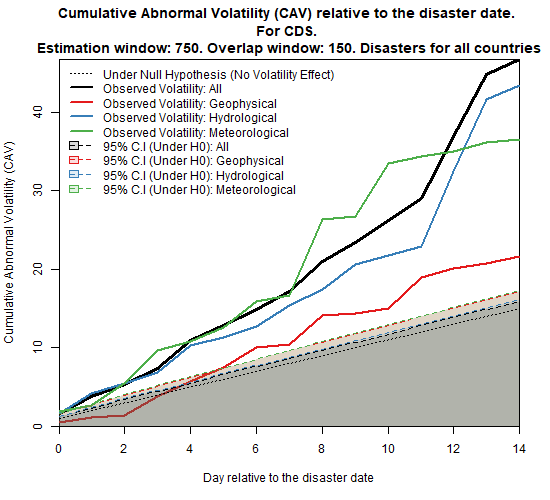 Cumulative Abnormal Volatility (CAV) relative to the disaster date.
For CDS.
Estimation window: 750. Overlap window: 150. Disasters for all countries
Under Null Hypothesis (No Volatility Effect)
Observed Volatility: All
Observed Volatility: Geophysical
Observed Volatility: Hydrological
Observed Volatility: Meteorological
95% C.I (Under H0): All
95% C.I (Under H0): Geophysical
95% C.I (Under H0): Hydrological
95% C.I (Under H0): Meteorological
Cumulative Abnormal Volatility (CAV)
40
30
20
10
0
0 2 4 6 8 10 12 14
Day relative to the disaster date